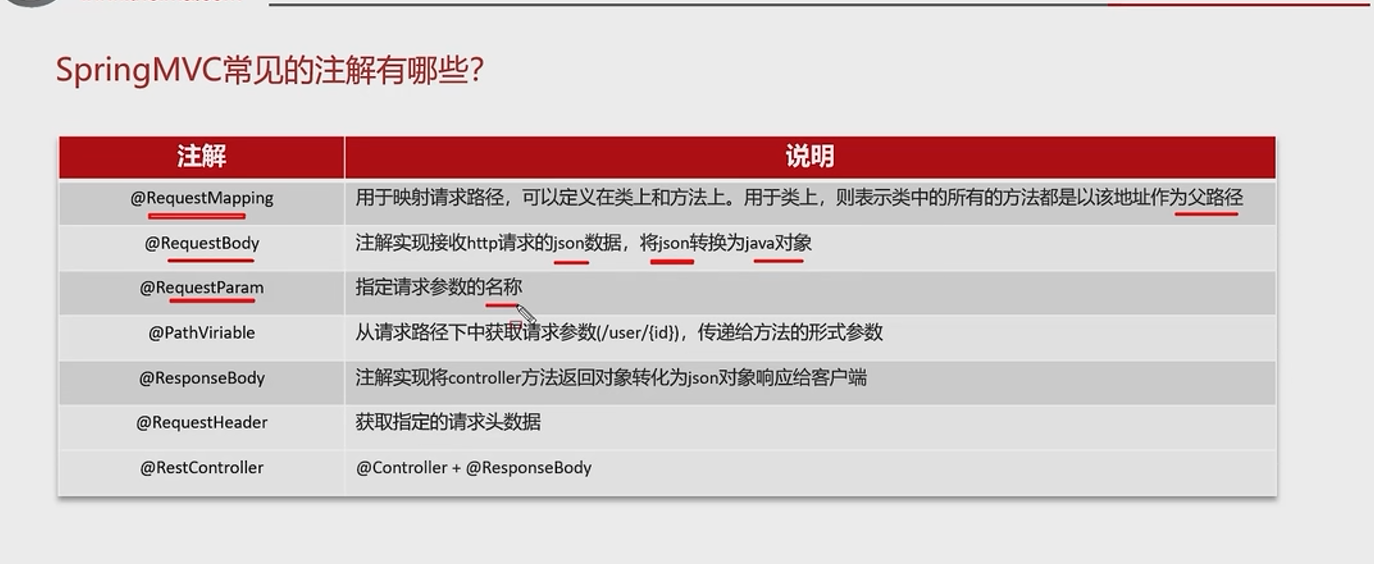 SpringMVC常见的注解有哪些?
注解 说明
@RequestMapping 用于映射请求路径，可以定义在类上和方法上。用于类上，则表示类中的所有的方法都是以该地址作为父路径
@RequestBody 注解实现接收http请求的json数据，将json转换为java对象
@RequestParam 指定请求参数的名称
@PathViriable 从请求路径下中获取请求参数(/user/{id})，传递给方法的形式参数
@ResponseBody 注解实现将controller方法返回对象转化为json对象响应给客户端
@RequestHeader 获取指定的请求头数据
@RestController @Controller + @ResponseBody